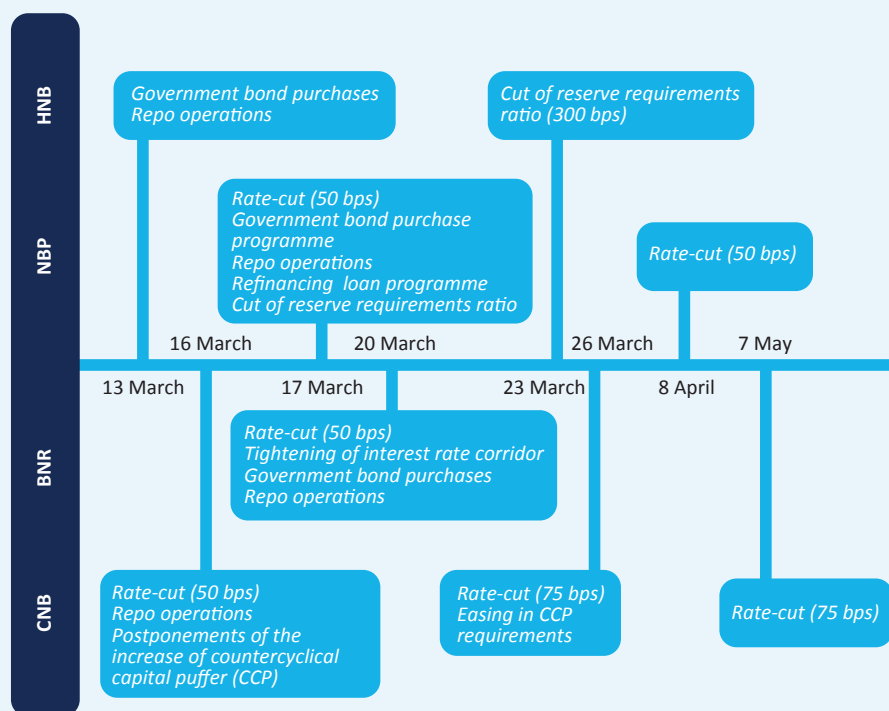 HNB
Government bond purchases
Repo operations
Cut of reserve requirements
ratio (300 bps)
NBP
Rate-cut (50 bps)
Government bond purchase
programme
Repo operations
Refinancing loan programme
Cut of reserve requirements ratio
Rate-cut (50 bps)
16 March
20 March
26 March
7 May
13 March
17 March
23 March
8 April
BNR
Rate-cut (50 bps)
Tightening of interest rate corridor
Government bond purchases
Repo operations
CNB
Rate-cut (50 bps)
Repo operations
Postponements of the
increase of countercyclical
capital puffer (CCP)
Rate-cut (75 bps)
Easing in CCP
requirements
Rate-cut (75 bps)